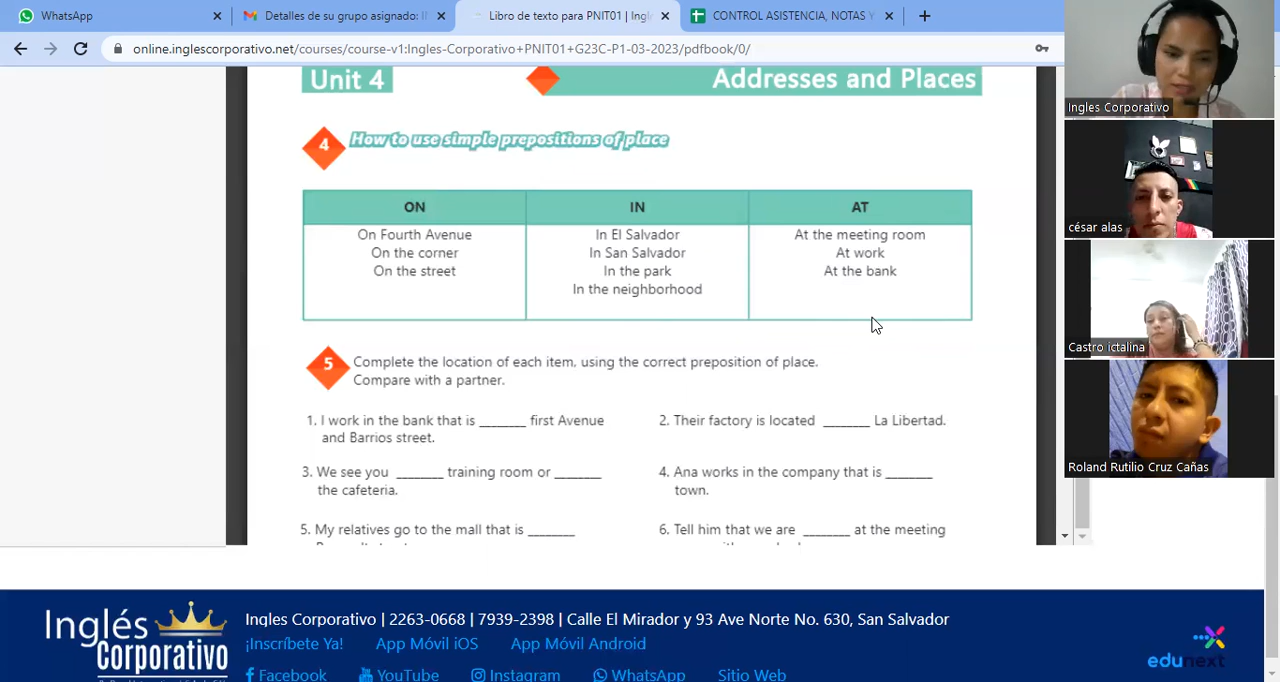 WhatsApp
Detalles de su grupo asignado: I
Libro de texto para PNIT01 | Ingl
CONTROL ASISTENCIA, NOTAS Y
online.inglescorporativo.net/courses/course-v1:Ingles-Corporativo+PNIT01+G23C-P1-03-2023/pdfbook/0/
Unit 4
Addresses and Places
4
How to use simple prepositions of place
ON
IN
AT
On Fourth Avenue
On the corner
On the street
In El Salvador
In San Salvador
In the park
In the neighborhood
At the meeting room
At work
At the bank
5
Complete the location of each item, using the correct preposition of place.
Compare with a partner.
1. I work in the bank that is _______ first Avenue
and Barrios street.
2. Their factory is located _______ La Libertad.
3. We see you _______ training room or _______
the cafeteria.
4. Ana works in the company that is _______
town.
5. My relatives go to the mall that is _______
6. Tell him that we are _______ at the meeting
Ingles Corporativo
césar alas
Castro ictalina
Roland Rutilio Cruz Cañas
Inglés
Corporativo
Ingles Corporativo | 2263-0668 | 7939-2398 | Calle El Mirador y 93 Ave Norte No. 630, San Salvador
¡Inscríbete Ya!
App Móvil iOS
App Móvil Android
Facebook
YouTube
Instagram
WhatsApp
Sitio Web
edunext